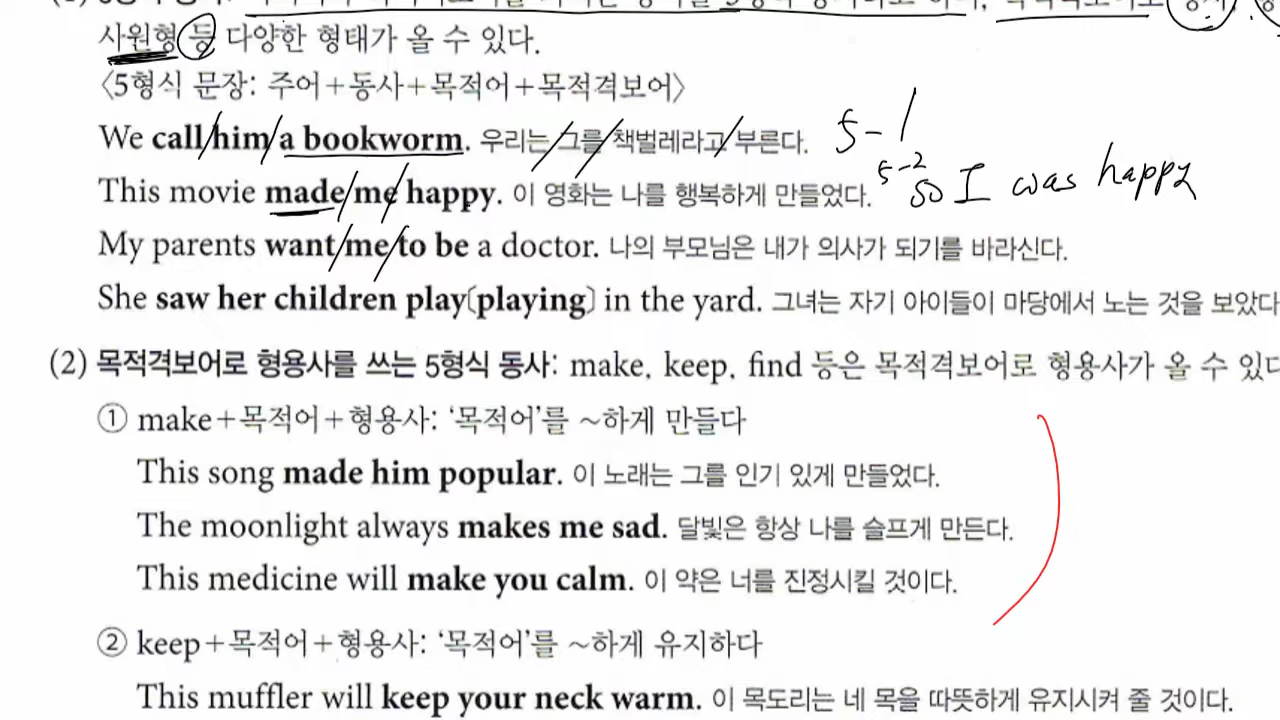 사원형 등 다양한 형태가 올 수 있다.
〈5형식 문장: 주어+동사+목적어+목적격보어〉
We call him a bookworm. 우리는 그를 책벌레라고 부른다. 5-1
This movie made me happy. 이 영화는 나를 행복하게 만들었다. 5-2 so I was happy
My parents want me to be a doctor. 나의 부모님은 내가 의사가 되기를 바라신다.
She saw her children play(playing) in the yard. 그녀는 자기 아이들이 마당에서 노는 것을 보았다
(2) 목적격보어로 형용사를 쓰는 5형식 동사: make, keep, find 등은 목적격보어로 형용사가 올 수 있다
① make+목적어+형용사: ‘목적어’를 ~하게 만들다
This song made him popular. 이 노래는 그를 인기 있게 만들었다.
The moonlight always makes me sad. 달빛은 항상 나를 슬프게 만든다.
This medicine will make you calm. 이 약은 너를 진정시킬 것이다.
② keep+목적어+형용사: ‘목적어’를 ~하게 유지하다
This muffler will keep your neck warm. 이 목도리는 네 목을 따뜻하게 유지시켜 줄 것이다.